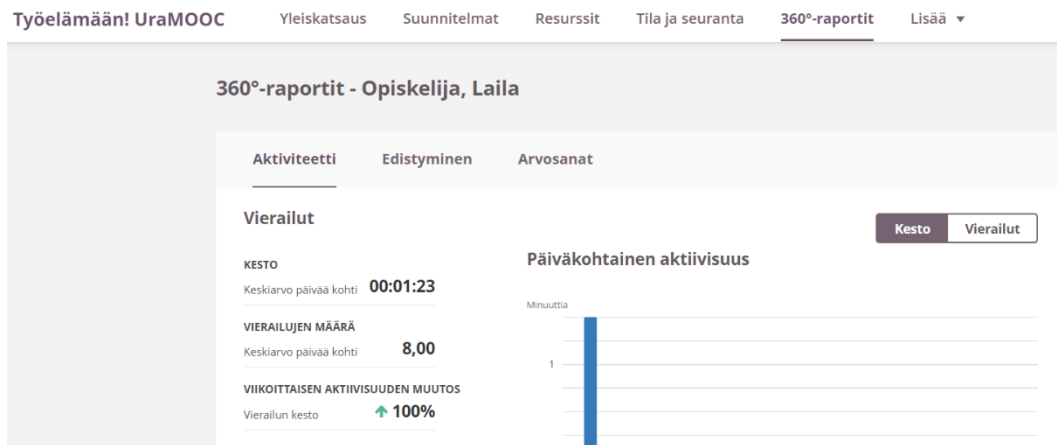 Työelämään! UraMOOC Yleiskatsaus Suunnitelmat Resurssit Tila ja seuranta 360°-raportit Lisää
360°-raportit - Opiskelija, Laila
Aktiviteetti Edistyminen Arvosanat
Vierailut
Kesto Vierailut
KESTO
Keskiarvo päivää kohti 00:01:23
VIERAILUJEN MÄÄRÄ
Keskiarvo päivää kohti 8,00
VIIKOITTAISEN AKTIIVISUUDEN MUUTOS
Vierailun kesto 100%
Päiväkohtainen aktiivisuus
Minuuttia
1